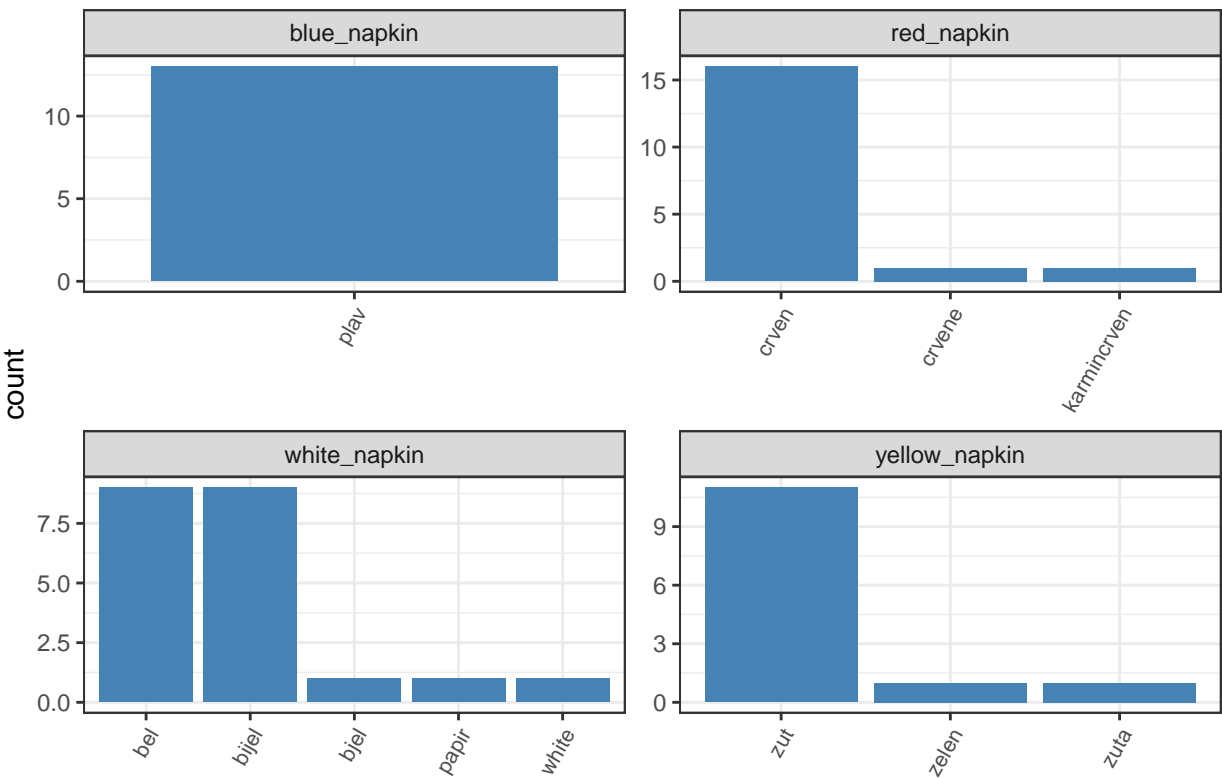 blue_napkin
red_napkin
10
5
0
15
10
5
0
plav
crven
crvene
karmincrven
count
white_napkin
yellow_napkin
7.5
5.0
2.5
0.0
9
6
3
0
bel
bijel
bjel
papir
white
zut
zelen
zuta